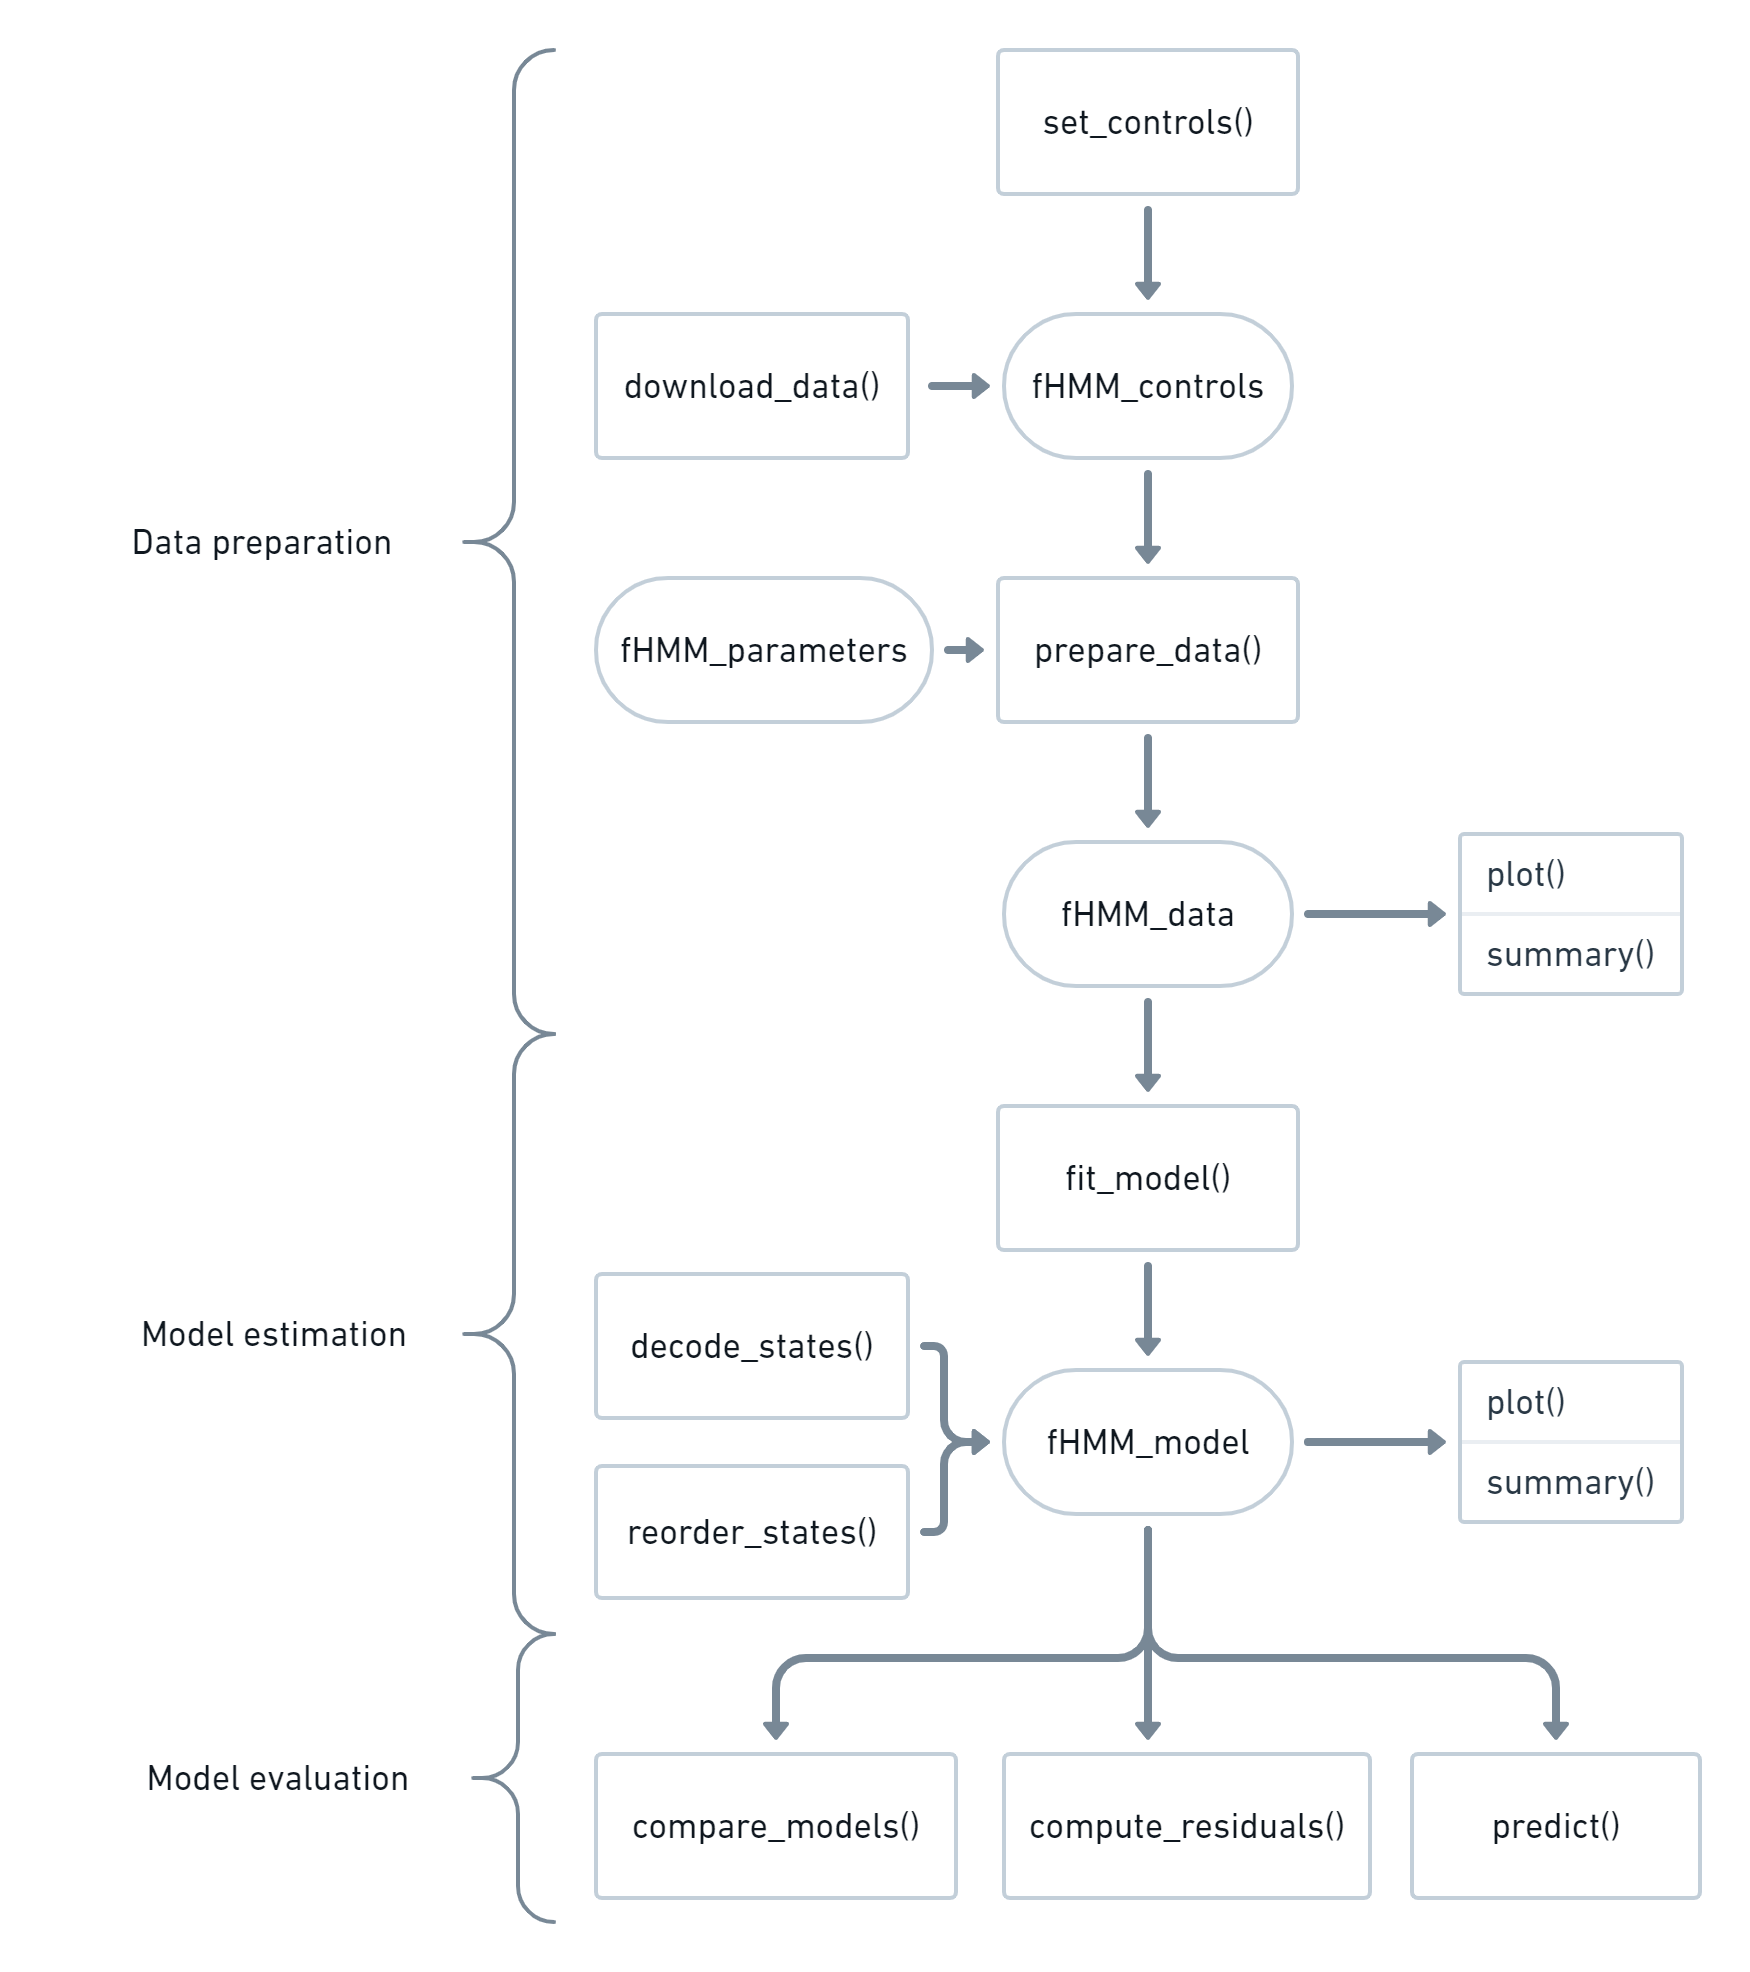 set_controls()
download_data()
fHMM_controls
Data preparation
fHMM_parameters
prepare_data()
fHMM_data
plot()
summary()
fit_model()
Model estimation
decode_states()
reorder_states()
fHMM_model
plot()
summary()
Model evaluation
compare_models()
compute_residuals()
predict()